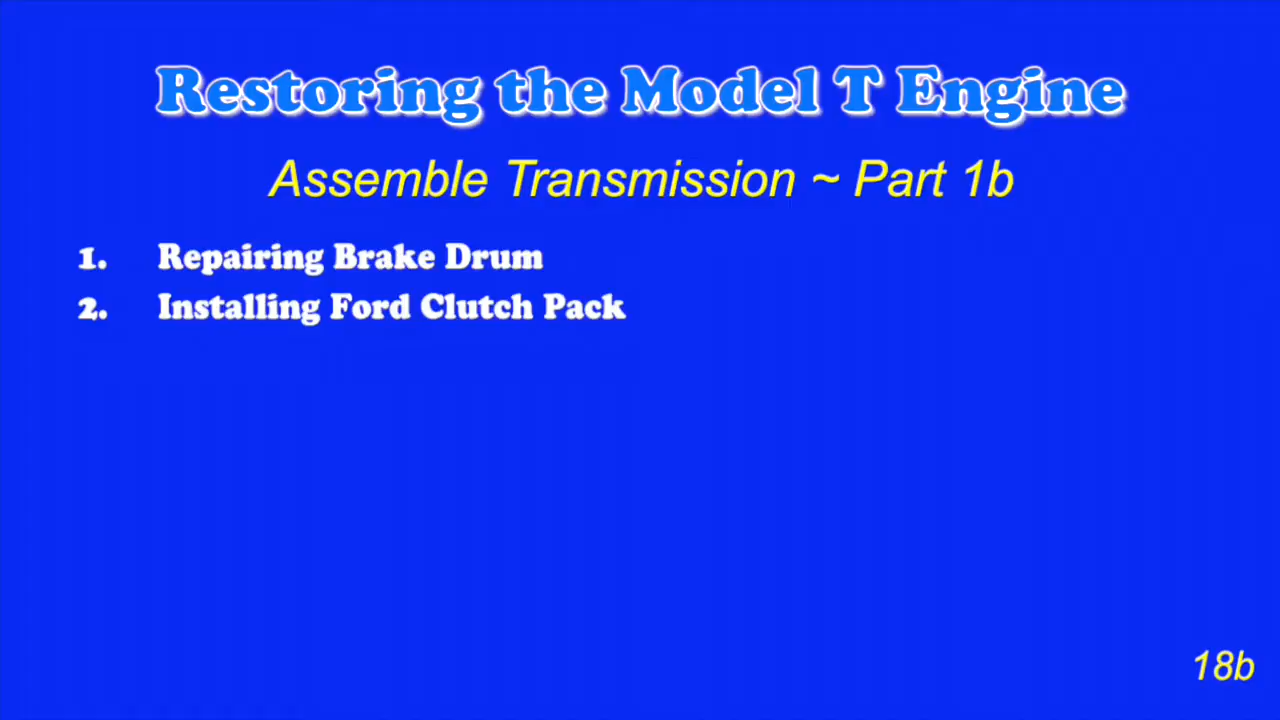 Restoring the Model T Engine
Assemble Transmission ~ Part 1b
1. Repairing Brake Drum
2. Installing Ford Clutch Pack
18b